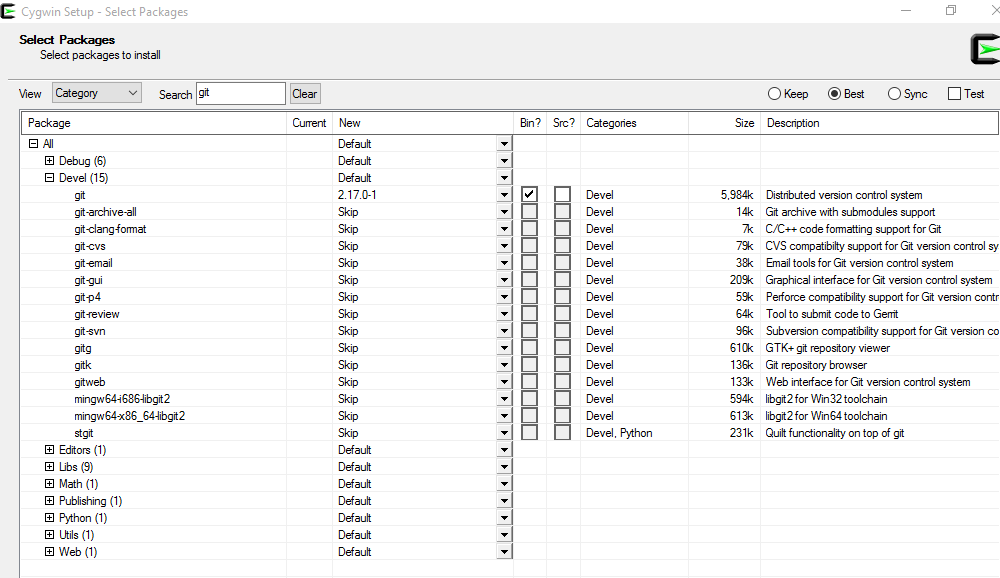 Cygwin Setup - Select Packages
Select Packages
Select packages to install
View Category Search git Clear Keep Best Sync Test
Package Current New Bin? Src? Categories Size Description
All Default
Debug (6) Default
Devel (15) Default
git 2.17.0-1 Devel 5,984k Distributed version control system
git-archive-all Skip Devel 14k Git archive with submodules support
git-clang-format Skip Devel 7k C/C++ code formatting support for Git
git-cvs Skip Devel 79k CVS compatibilty support for Git version control sy
git-email Skip Devel 38k Email tools for Git version control system
git-gui Skip Devel 209k Graphical interface for Git version control system
git-p4 Skip Devel 59k Perforce compatibility support for Git version contr
git-review Skip Devel 64k Tool to submit code to Gerrit
git-svn Skip Devel 96k Subversion compatibility support for Git version co
gitg Skip Devel 610k GTK+ git repository viewer
gitk Skip Devel 136k Git repository browser
gitweb Skip Devel 133k Web interface for Git version control system
mingw64-i686-libgit2 Skip Devel 594k libgit2 for Win32 toolchain
mingw64-x86_64-libgit2 Skip Devel 613k libgit2 for Win64 toolchain
stgit Skip Devel, Python 231k Quilt functionality on top of git
Editors (1) Default
Libs (9) Default
Math (1) Default
Publishing (1) Default
Python (1) Default
Utils (1) Default
Web (1) Default